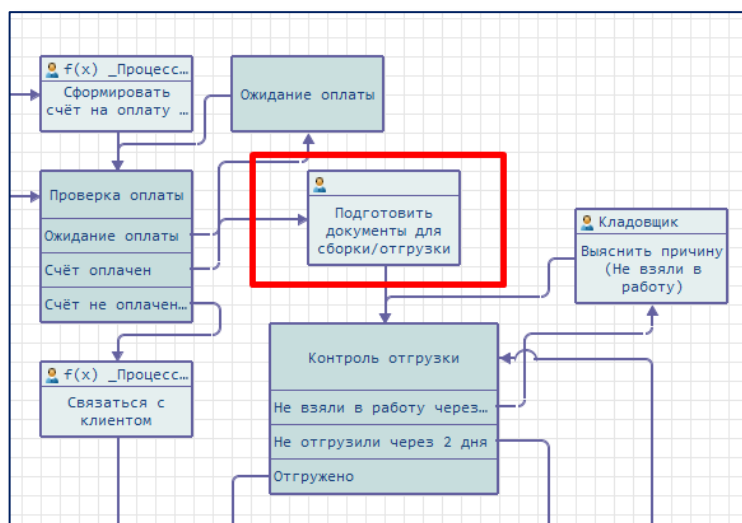 f(x) _Процесс…
Сформировать
счёт на оплату …
Ожидание оплаты
Проверка оплаты
Ожидание оплаты
Счёт оплачен
Счёт не оплачен…
Подготовить
документы для
сборки/отгрузки
Кладовщик
Выяснить причину
(Не взяли в
работу)
f(x) _Процесс…
Связаться с
клиентом
Контроль отгрузки
Не взяли в работу через…
Не отгрузили через 2 дня
Отгружено